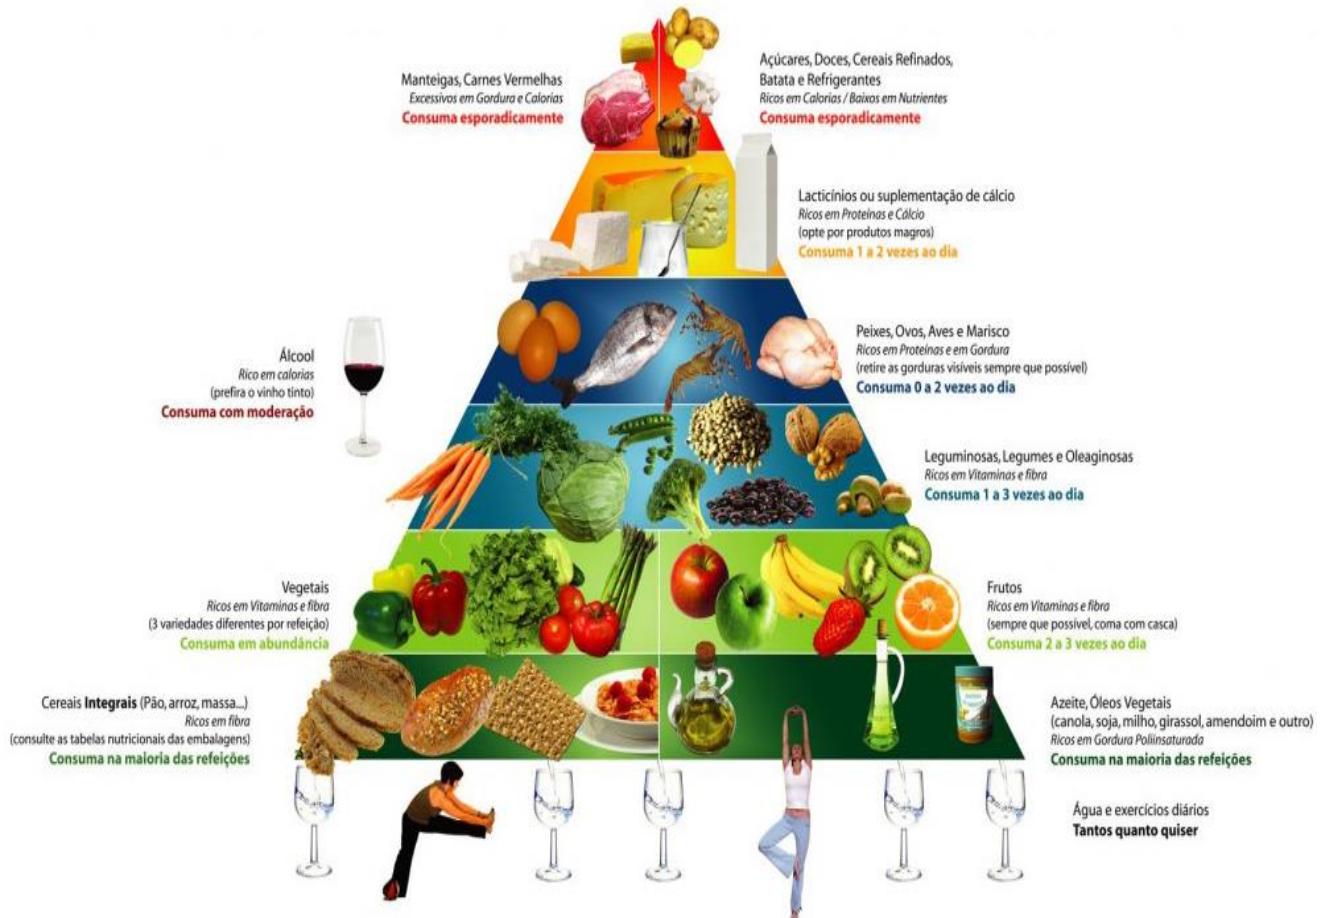 Manteigas, Carnes Vermelhas
Excessivos em Gordura e Calorias
Consuma esporadicamente
Açúcares, Doces, Cereais Refinados,
Batata e Refrigerantes
Ricos em Calorias / Baixos em Nutrientes
Consuma esporadicamente
Lacticínios ou suplementação de cálcio
Ricos em Proteínas e Cálcio
(opte por produtos magros)
Consuma 1 a 2 vezes ao dia
Peixes, Ovos, Aves e Marisco
Ricos em Proteínas e em Gordura
(retire as gorduras visíveis sempre que possível)
Consuma 0 a 2 vezes ao dia
Álcool
Rico em calorias
(prefira o vinho tinto)
Consuma com moderação
Leguminosas, Legumes e Oleaginosas
Ricos em Vitaminas e fibra
Consuma 1 a 3 vezes ao dia
Vegetais
Ricos em Vitaminas e fibra
(3 variedades diferentes por refeição)
Consuma em abundância
Frutos
Ricos em Vitaminas e fibra
(sempre que possível, coma com casca)
Consuma 2 a 3 vezes ao dia
Cereais Integrais (Pão, arroz, massa...)
Ricos em fibra
(consulte as tabelas nutricionais das embalagens)
Consuma na maioria das refeições
Azeite, Óleos Vegetais
(canola, soja, milho, girassol, amendoim e outro)
Ricos em Gordura Poliinsaturada
Consuma na maioria das refeições
Água e exercícios diários
Tantos quanto quiser